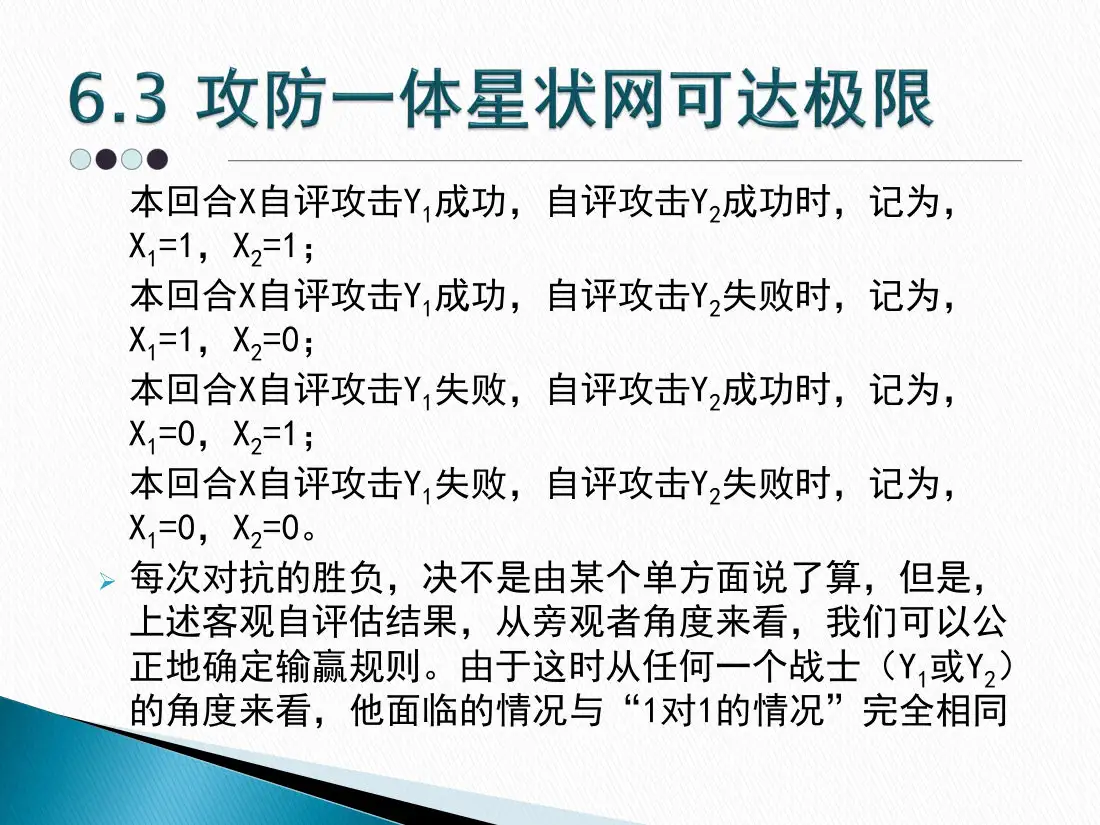 6.3 攻防一体星状网可达极限
本回合X自评攻击Y₁成功，自评攻击Y₂成功时，记为，
X₁=1，X₂=1；
本回合X自评攻击Y₁成功，自评攻击Y₂失败时，记为，
X₁=1，X₂=0；
本回合X自评攻击Y₁失败，自评攻击Y₂成功时，记为，
X₁=0，X₂=1；
本回合X自评攻击Y₁失败，自评攻击Y₂失败时，记为，
X₁=0，X₂=0。
每次对抗的胜负，决不是由某个单方面说了算，但是，
上述客观自评估结果，从旁观者角度来看，我们可以公
正地确定输赢规则。由于这时从任何一个战士（Y₁或Y₂）
的角度来看，他面临的情况与“1对1的情况”完全相同